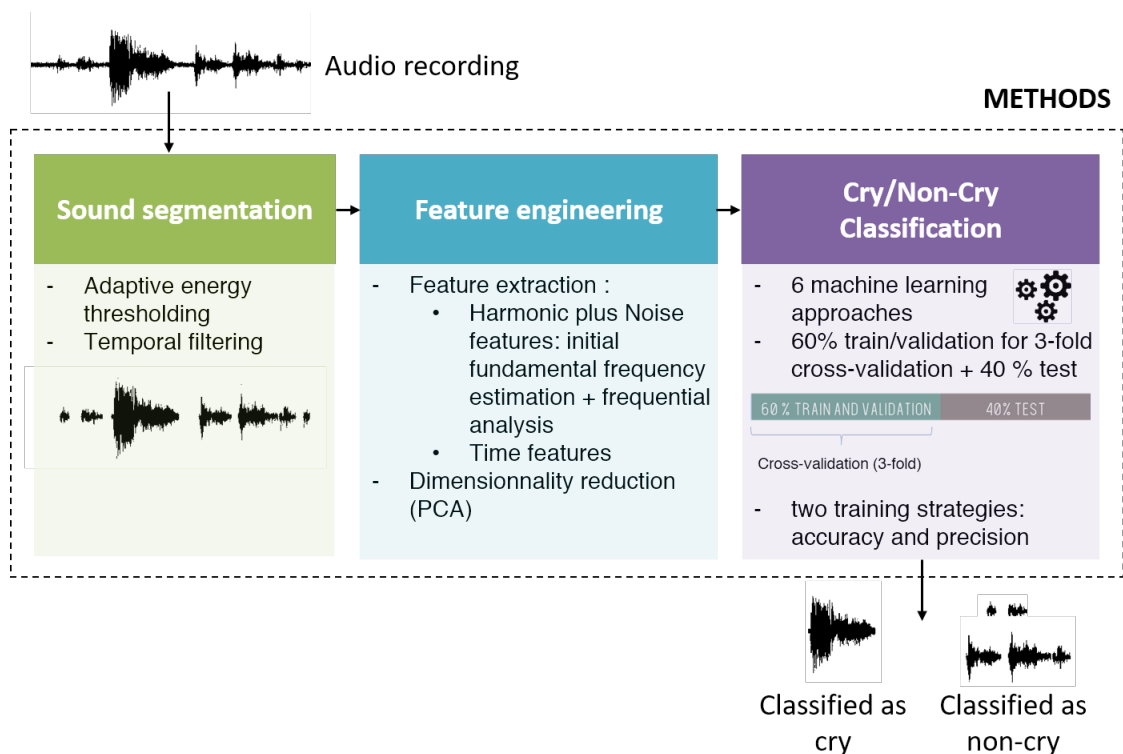 Audio recording
METHODS
Sound segmentation
- Adaptive energy
thresholding
- Temporal filtering
Feature engineering
- Feature extraction :
• Harmonic plus Noise
features: initial
fundamental frequency
estimation + frequential
analysis
• Time features
- Dimensionnality reduction
(PCA)
Cry/Non-Cry
Classification
- 6 machine learning
approaches
- 60% train/validation for 3-fold
cross-validation + 40 % test
60 % TRAIN AND VALIDATION 40% TEST
Cross-validation (3-fold)
- two training strategies:
accuracy and precision
Classified as
cry
Classified as
non-cry